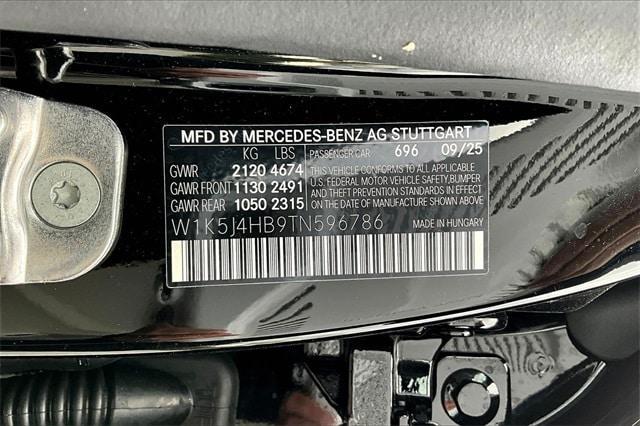 MFD BY MERCEDES-BENZ AG STUTTGART
KG LBS PASSENGER CAR 696 09/25
GVWR 2120 4674 THIS VEHICLE CONFORMS TO ALL APPLICABLE
GAWR FRONT 1130 2491 U.S. FEDERAL MOTOR VEHICLE SAFETY, BUMPER
AND THEFT PREVENTION STANDARDS IN EFFECT
GAWR REAR 1050 2315 ON THE DATE OF MANUFACTURE SHOWN ABOVE
W1K5J4HB9TN596786 MADE IN HUNGARY